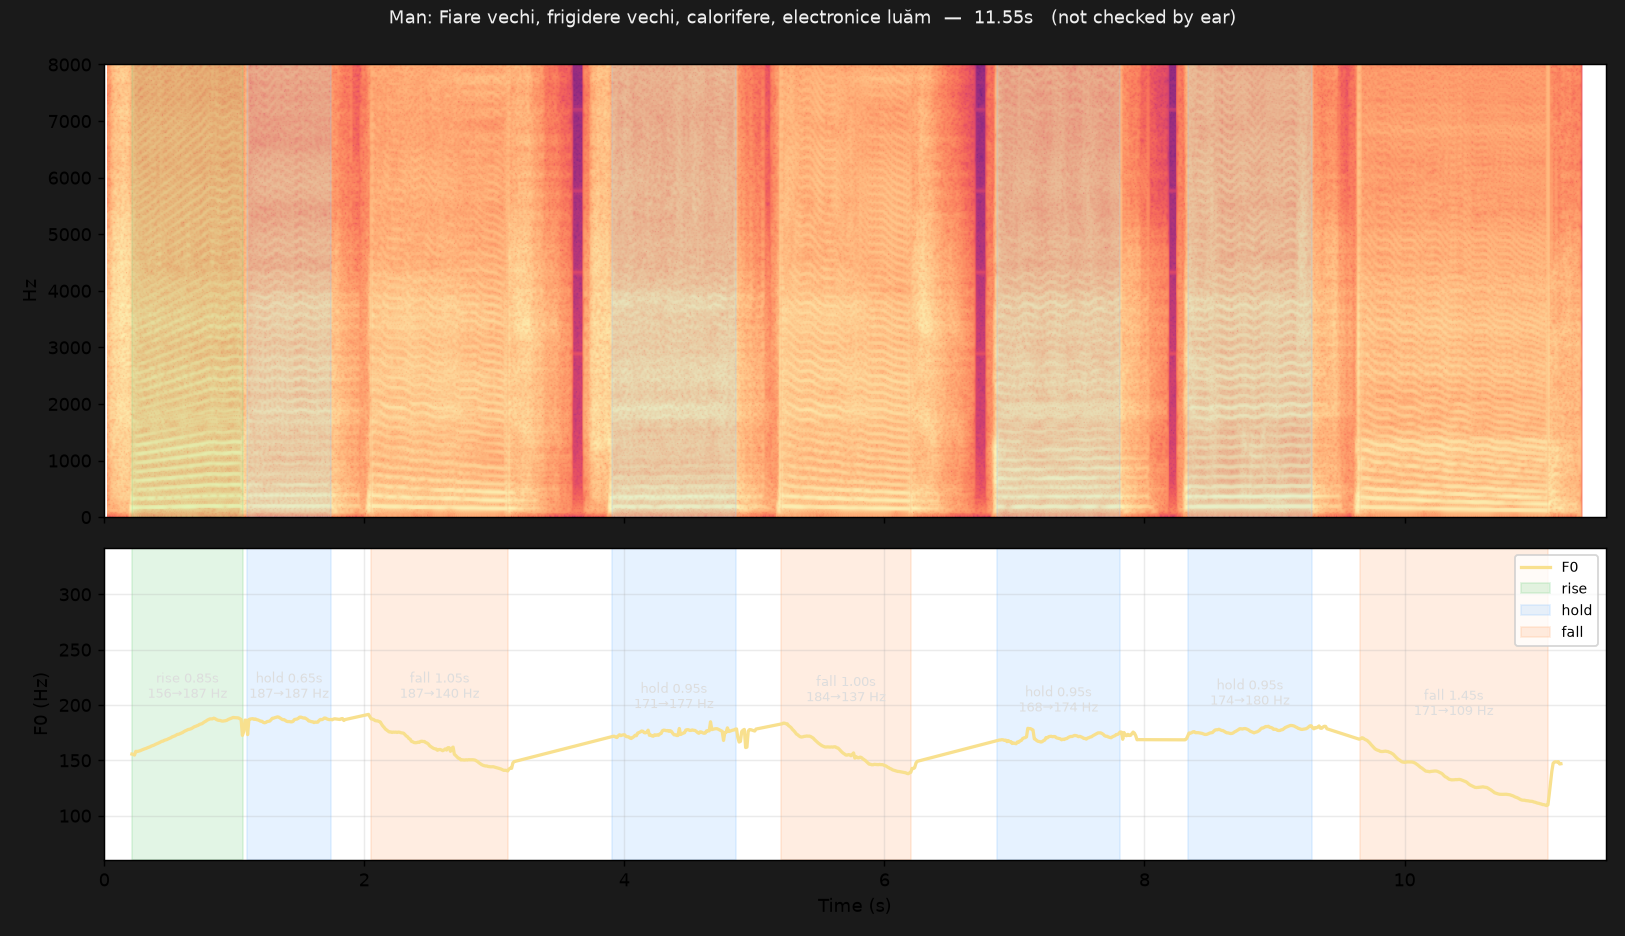 Man: Fiare vechi, frigidere vechi, calorifere, electronice luăm — 11.55s (not checked by ear)
8000
7000
6000
5000
4000
3000
2000
1000
0
Hz
300
250
200
150
100
F0 (Hz)
rise 0.85s
156→187 Hz
hold 0.65s
187→187 Hz
fall 1.05s
187→140 Hz
hold 0.95s
171→177 Hz
fall 1.00s
184→137 Hz
hold 0.95s
168→174 Hz
hold 0.95s
174→180 Hz
fall 1.45s
171→109 Hz
F0
rise
hold
fall
0 2 4 6 8 10
Time (s)